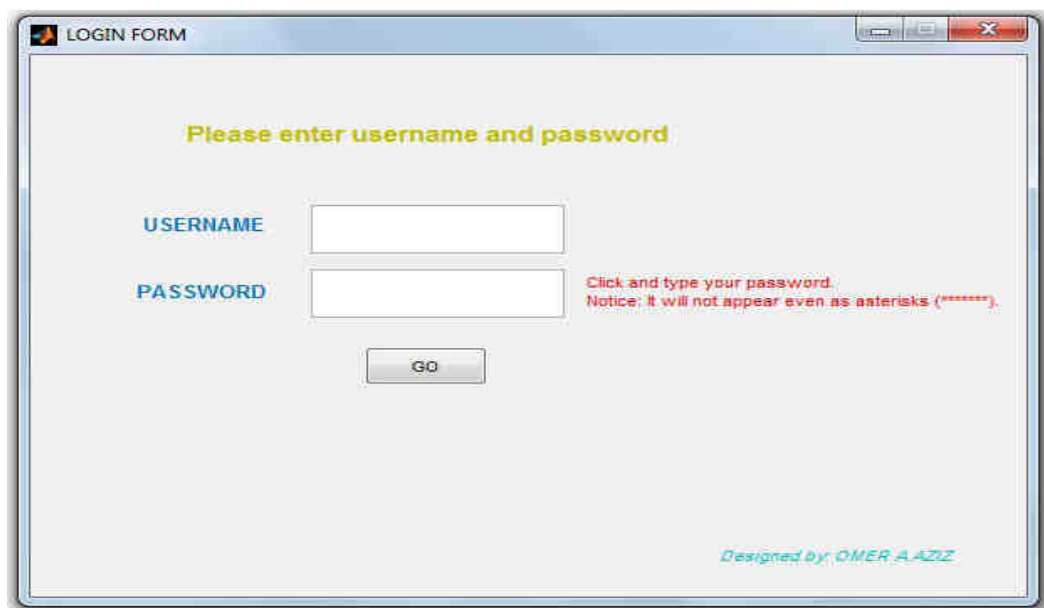 LOGIN FORM
Please enter username and password
USERNAME
PASSWORD
Click and type your password.
Notice: It will not appear even as asterisks (*******).
GO
Designed by: OMER A.AZIZ